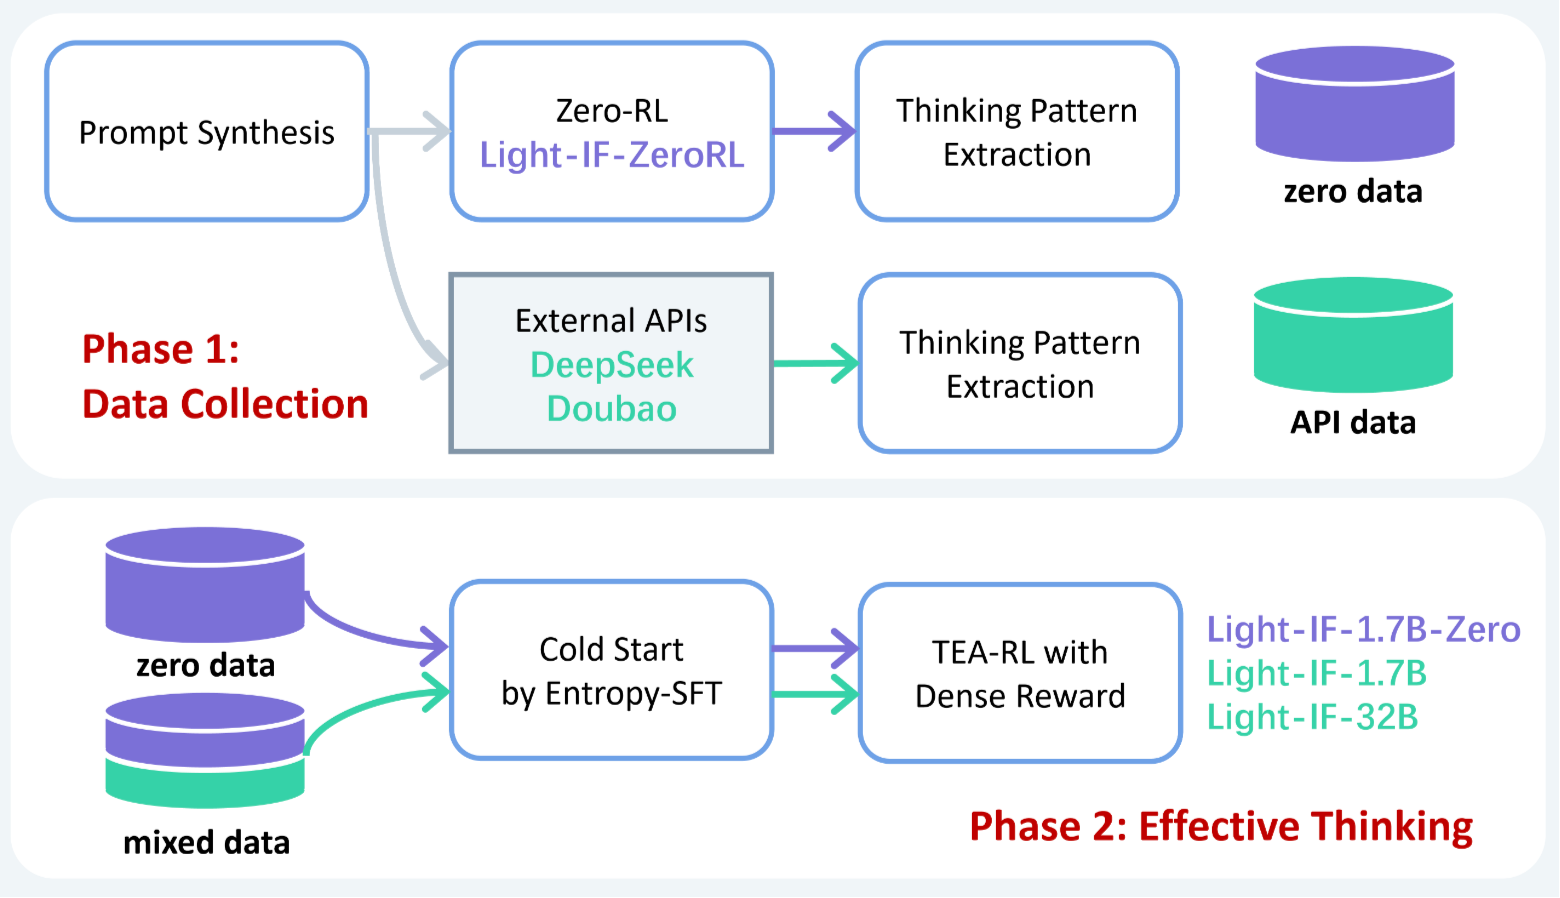 Prompt Synthesis
Zero-RL
Light-IF-ZeroRL
Thinking Pattern
Extraction
zero data
Phase 1:
Data Collection
External APIs
DeepSeek
Doubao
Thinking Pattern
Extraction
API data
zero data
mixed data
Cold Start
by Entropy-SFT
TEA-RL with
Dense Reward
Light-IF-1.7B-Zero
Light-IF-1.7B
Light-IF-32B
Phase 2: Effective Thinking